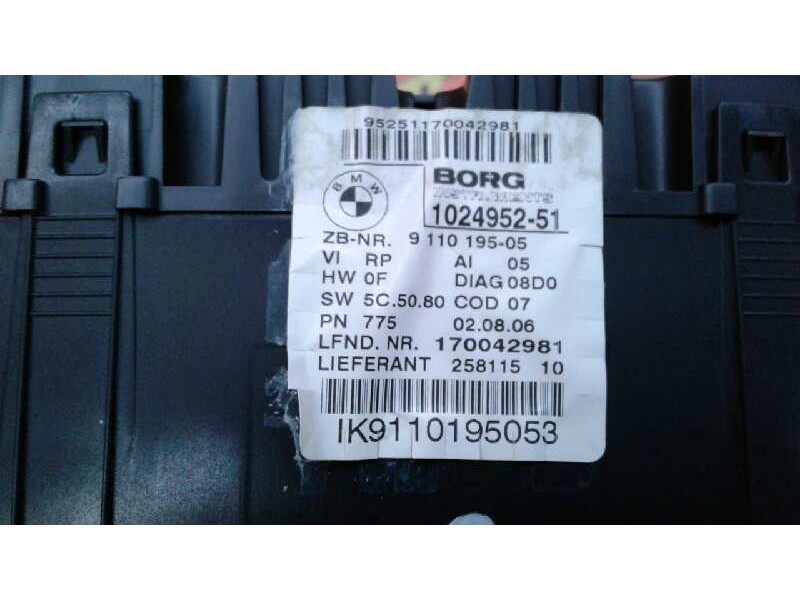 95251170042981
BMW
BORG
INSTRUMENTS
1024952-51
ZB-NR. 9 110 195-05
VI RP AI 05
HW 0F DIAG 08D0
SW 5C.50.80 COD 07
PN 775 02.08.06
LFND. NR. 170042981
LIEFERANT 258115 10
IK9110195053